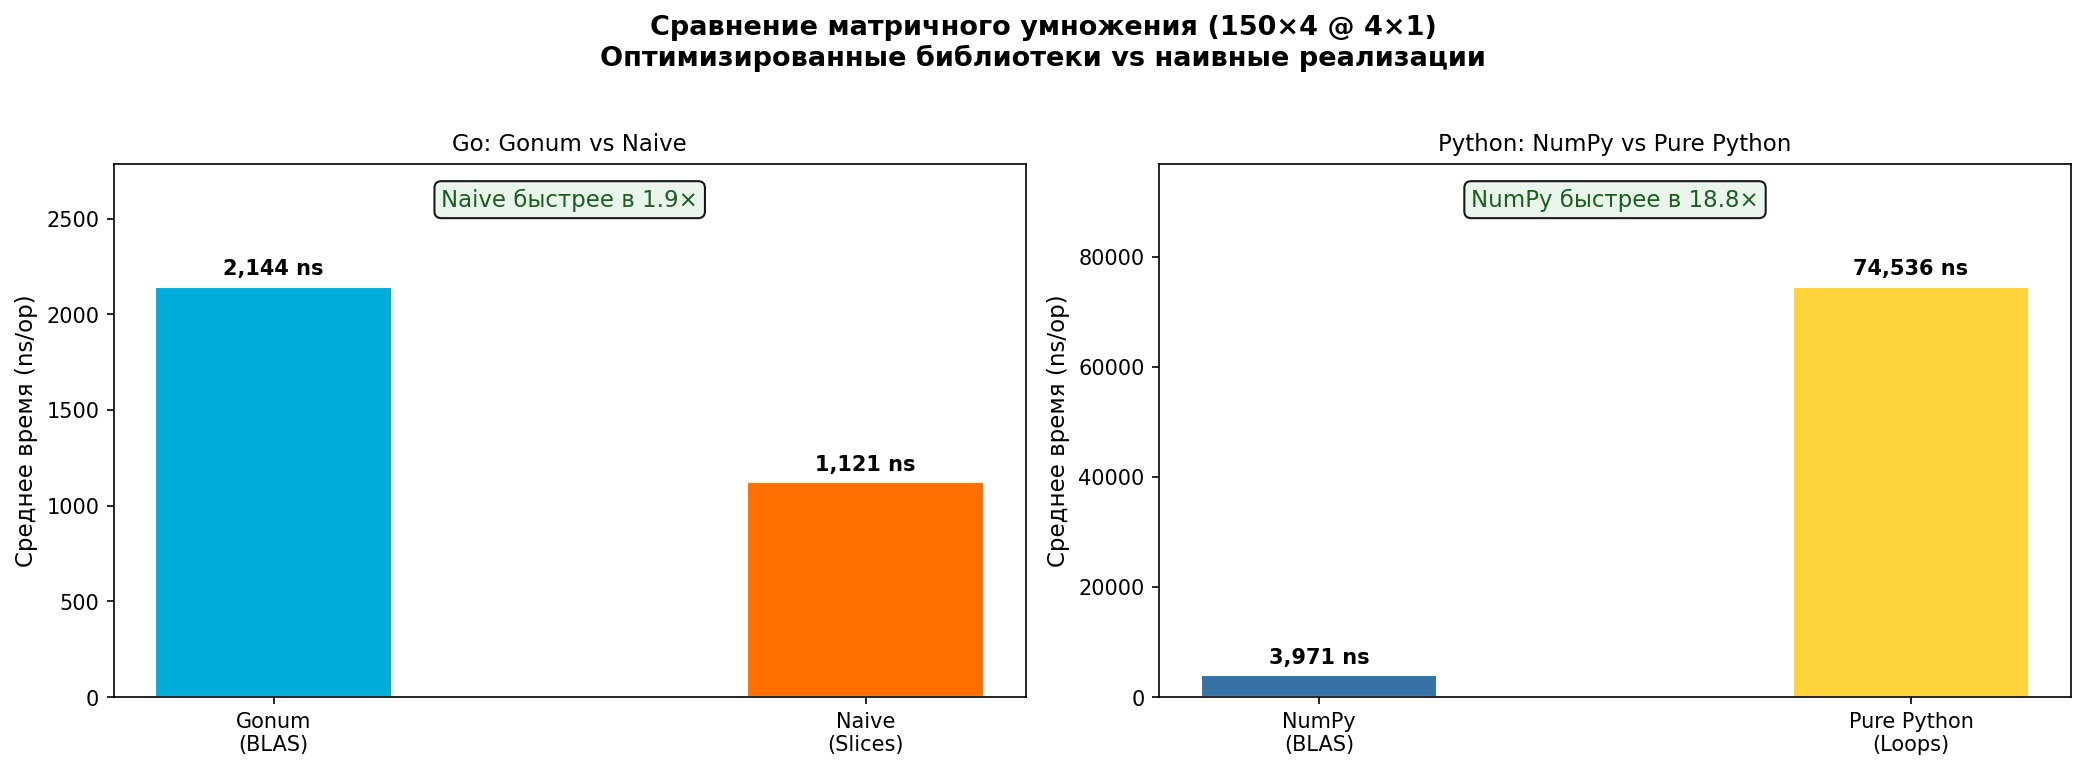 Сравнение матричного умножения (150×4 @ 4×1)
Оптимизированные библиотеки vs наивные реализации
Go: Gonum vs Naive
Naive быстрее в 1.9×
Среднее время (ns/op)
2500
2000
1500
1000
500
0
2,144 ns
1,121 ns
Gonum
(BLAS)
Naive
(Slices)
Python: NumPy vs Pure Python
NumPy быстрее в 18.8×
Среднее время (ns/op)
80000
60000
40000
20000
0
3,971 ns
74,536 ns
NumPy
(BLAS)
Pure Python
(Loops)